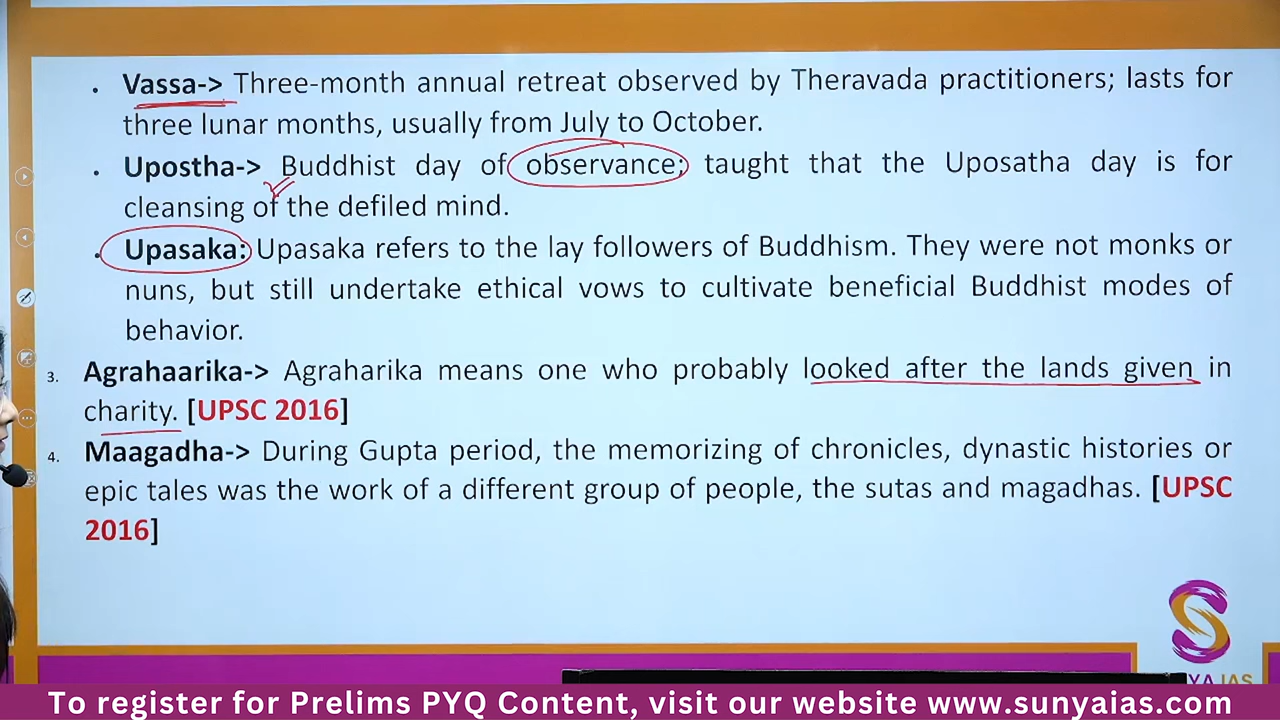 • Vassa-> Three-month annual retreat observed by Theravada practitioners; lasts for
three lunar months, usually from July to October.
• Upostha-> Buddhist day of observance; taught that the Uposatha day is for
cleansing of the defiled mind.
• Upasaka: Upasaka refers to the lay followers of Buddhism. They were not monks or
nuns, but still undertake ethical vows to cultivate beneficial Buddhist modes of
behavior.
3. Agrahaarika-> Agraharika means one who probably looked after the lands given in
charity. [UPSC 2016]
4. Maagadha-> During Gupta period, the memorizing of chronicles, dynastic histories or
epic tales was the work of a different group of people, the sutas and magadhas. [UPSC
2016]
To register for Prelims PYQ Content, visit our website www.sunyaias.com